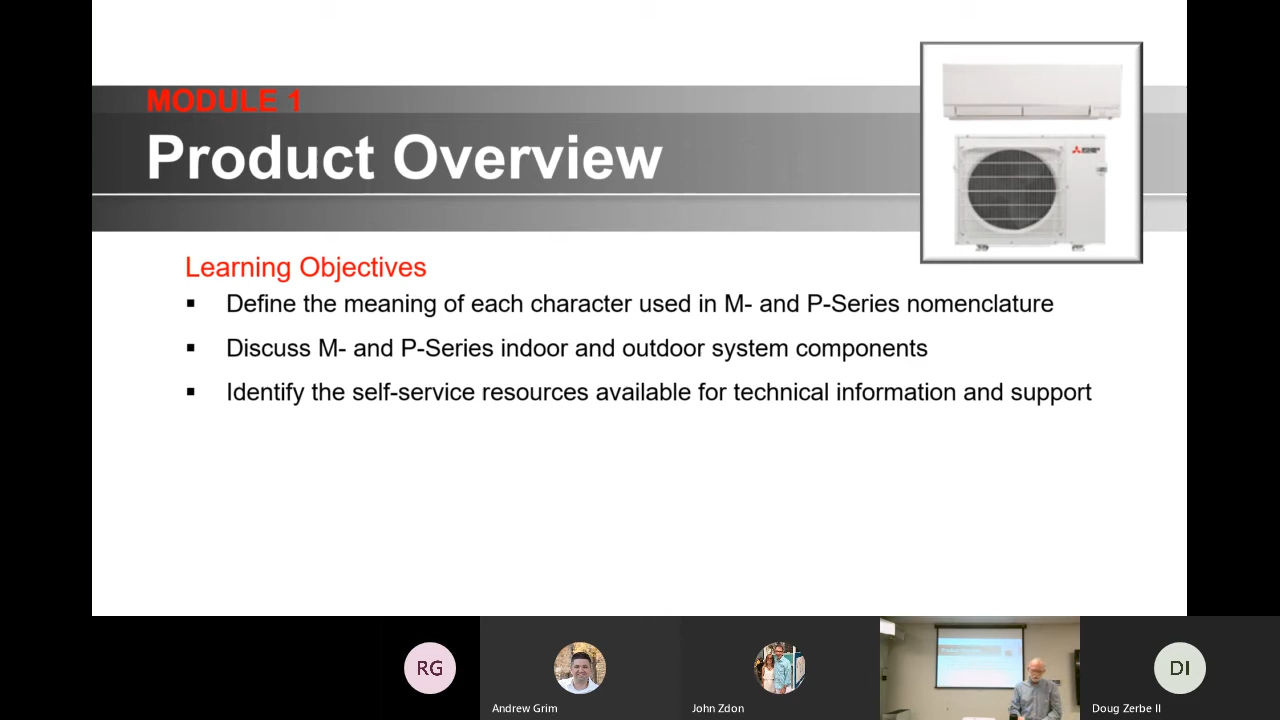 MODULE 1
Product Overview
Learning Objectives
▪ Define the meaning of each character used in M- and P-Series nomenclature
▪ Discuss M- and P-Series indoor and outdoor system components
▪ Identify the self-service resources available for technical information and support
RG
Andrew Grim
John Zdon
DI
Doug Zerbe II